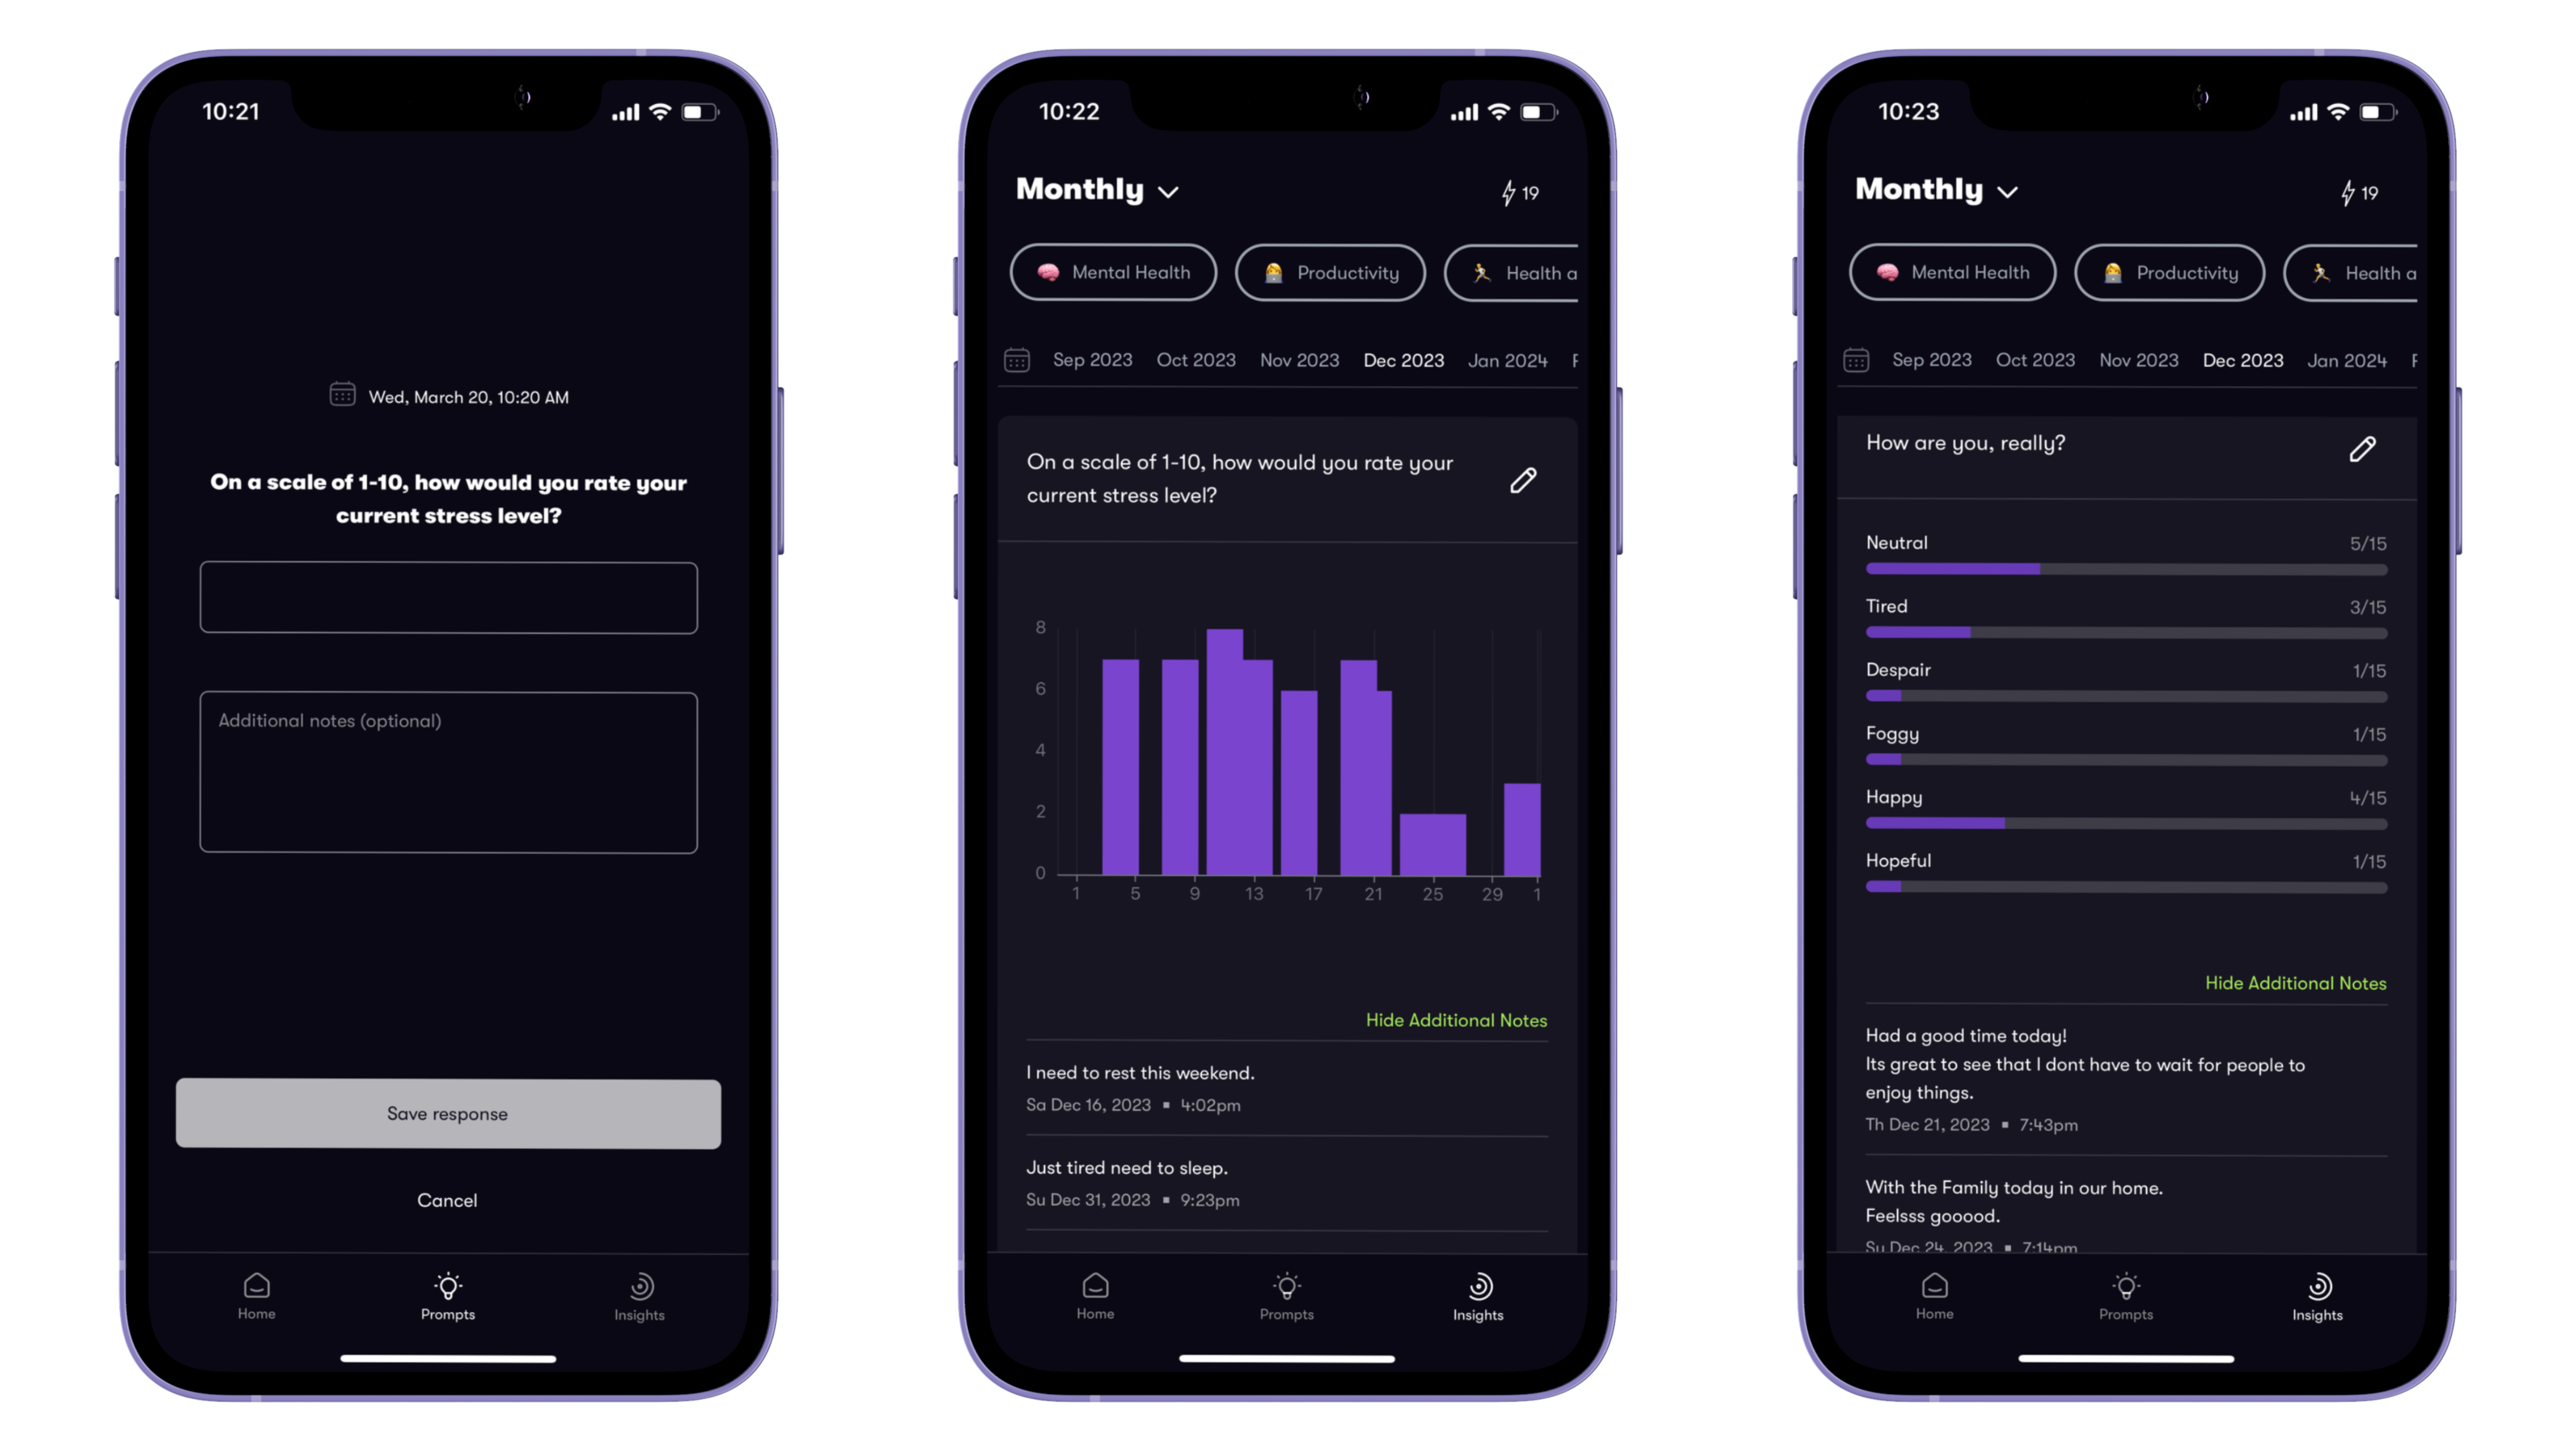 10:21
Wed, March 20, 10:20 AM
On a scale of 1-10, how would you rate your
current stress level?
Additional notes (optional)
Save response
Cancel
Home
Prompts
Insights
10:22
Monthly
19
Mental Health
Productivity
Health a
Sep 2023
Oct 2023
Nov 2023
Dec 2023
Jan 2024
F
On a scale of 1-10, how would you rate your
current stress level?
8
6
4
2
0
1
5
9
13
17
21
25
29
1
Hide Additional Notes
I need to rest this weekend.
Sa Dec 16, 2023 ▪ 4:02pm
Just tired need to sleep.
Su Dec 31, 2023 ▪ 9:23pm
Home
Prompts
Insights
10:23
Monthly
19
Mental Health
Productivity
Health a
Sep 2023
Oct 2023
Nov 2023
Dec 2023
Jan 2024
F
How are you, really?
Neutral 5/15
Tired 3/15
Despair 1/15
Foggy 1/15
Happy 4/15
Hopeful 1/15
Hide Additional Notes
Had a good time today!
Its great to see that I dont have to wait for people to
enjoy things.
Th Dec 21, 2023 ▪ 7:43pm
With the Family today in our home.
Feelsss gooood.
Su Dec 24, 2023 ▪ 7:14pm
Home
Prompts
Insights